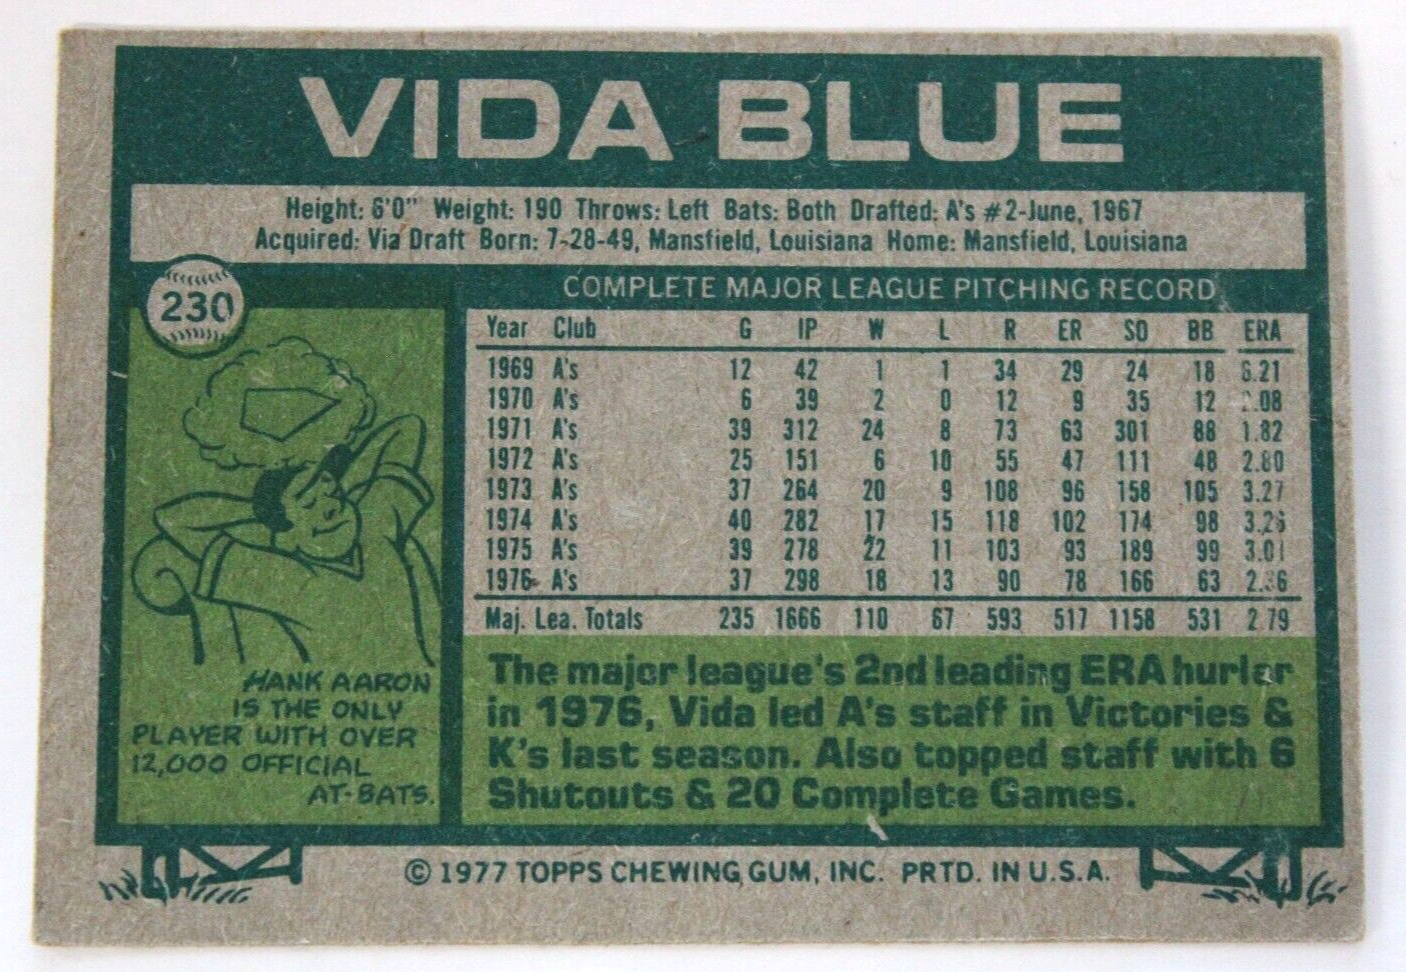 VIDA BLUE
Height: 6'0" Weight: 190 Throws: Left Bats: Both Drafted: A's #2-June, 1967
Acquired: Via Draft Born: 7-28-49, Mansfield, Louisiana Home: Mansfield, Louisiana
230
COMPLETE MAJOR LEAGUE PITCHING RECORD
Year Club G IP W L R ER SO BB ERA
1969 A's 12 42 1 1 34 29 24 18 6.21
1970 A's 6 39 2 0 12 9 35 12 .08
1971 A's 39 312 24 8 73 63 301 88 1.82
1972 A's 25 151 6 10 55 47 111 48 2.80
1973 A's 37 264 20 9 108 96 158 105 3.27
1974 A's 40 282 17 15 118 102 174 98 3.26
1975 A's 39 278 22 11 103 93 189 99 3.01
1976 A's 37 298 18 13 90 78 166 63 2.36
Maj. Lea. Totals 235 1666 110 67 593 517 1158 531 2.79
HANK AARON
IS THE ONLY
PLAYER WITH OVER
12,000 OFFICIAL
AT-BATS.
The major league's 2nd leading ERA hurler
in 1976, Vida led A's staff in Victories &
K's last season. Also topped staff with 6
Shutouts & 20 Complete Games.
© 1977 TOPPS CHEWING GUM, INC. PRTD. IN U.S.A.